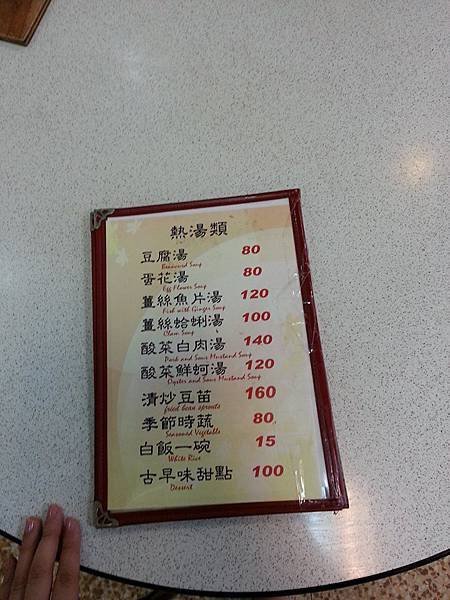 熱湯類
豆腐湯 80
Beancurd Soup
蛋花湯 80
Egg Flower Soup
薑絲魚片湯 120
Fish with Ginger Soup
薑絲蛤蜊湯 100
Clam Soup
酸菜白肉湯 140
Pork and Sour Mustand Soup
酸菜鮮蚵湯 120
Oyster and Sour Mustand Soup
清炒豆苗 160
fried bean sprouts
季節時蔬 80
Seasoned Vegetable
白飯一碗 15
White Rice
古早味甜點 100
Dessert